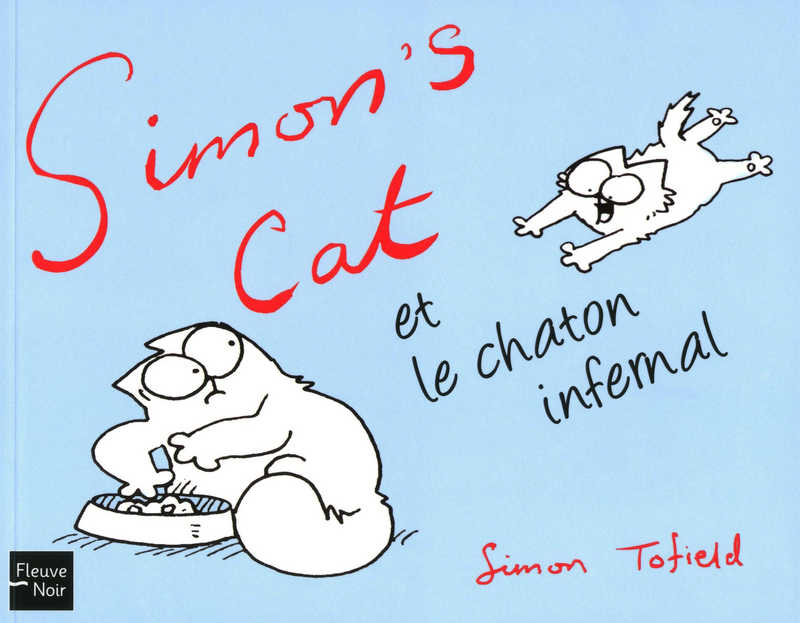 Simon's
Cat
et
le chaton
infernal
Simon Tofield
Fleuve
Noir